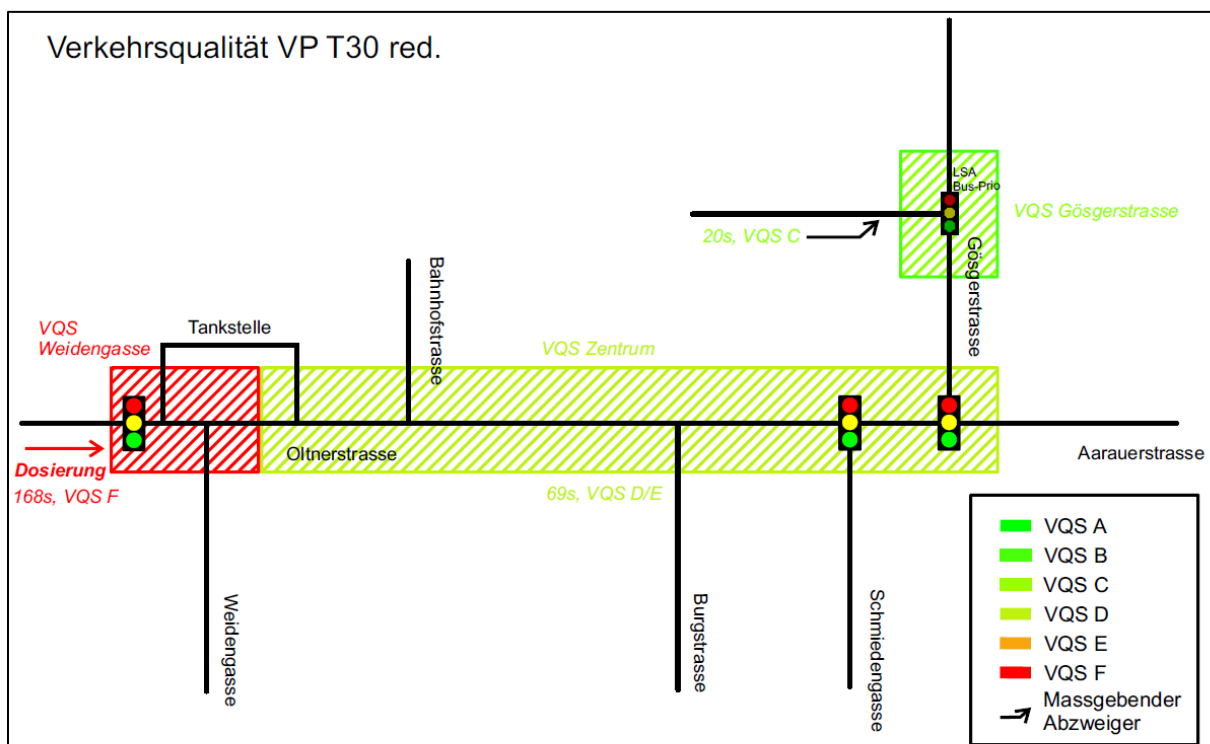 Verkehrsqualität VP T30 red.
LSA
Bus-Prio
VQS Gösgerstrasse
20s, VQS C
Gösgerstrasse
Bahnhofstrasse
VQS
Weidengasse
Tankstelle
VQS Zentrum
Oltnerstrasse
Aarauerstrasse
Dosierung
168s, VQS F
69s, VQS D/E
Weidengasse
Burgstrasse
Schmiedengasse
VQS A
VQS B
VQS C
VQS D
VQS E
VQS F
Massgebender
Abzweiger